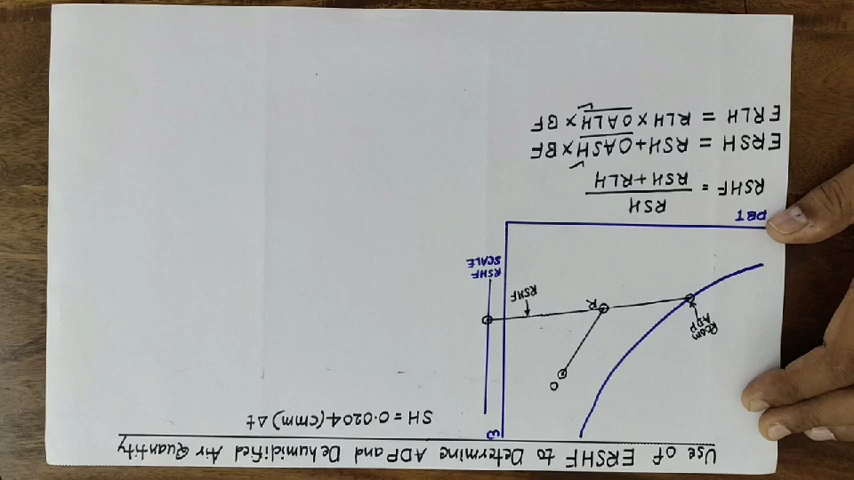 Use of ERSHF to Determine ADP and Dehumidified Air Quantity
SH = 0.0204 (cmm) Δt
ω
O
Room
ADP
R
RSHF
RSHF
SCALE
DBT
RSHF = RSH / RSH + RLH
ERSH = RSH + OASH × BF
ERLH = RLH × OALH × BF